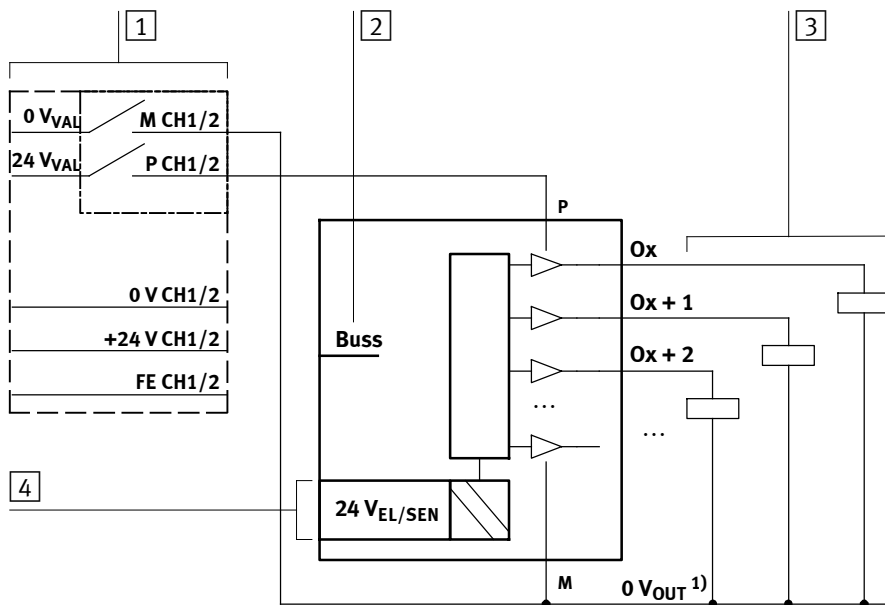 1
2
3
0 VVAL
M CH1/2
24 VVAL
P CH1/2
P
Ox
0 V CH1/2
Ox + 1
+24 V CH1/2
Buss
Ox + 2
FE CH1/2
...
...
4
24 VEL/SEN
M
0 VOUT 1)